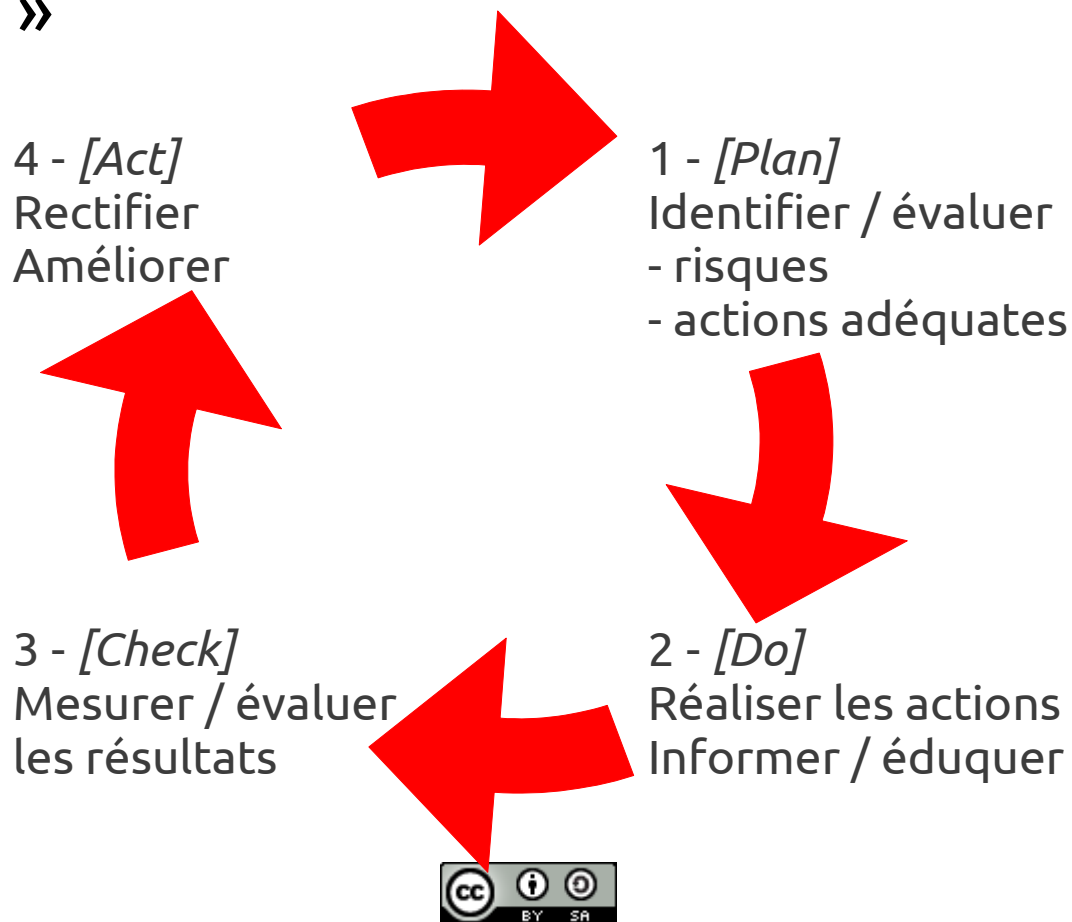 »
1 - [Plan]
Identifier / évaluer
- risques
- actions adéquates
2 - [Do]
Réaliser les actions
Informer / éduquer
3 - [Check]
Mesurer / évaluer
les résultats
4 - [Act]
Rectifier
Améliorer
cc
BY SA